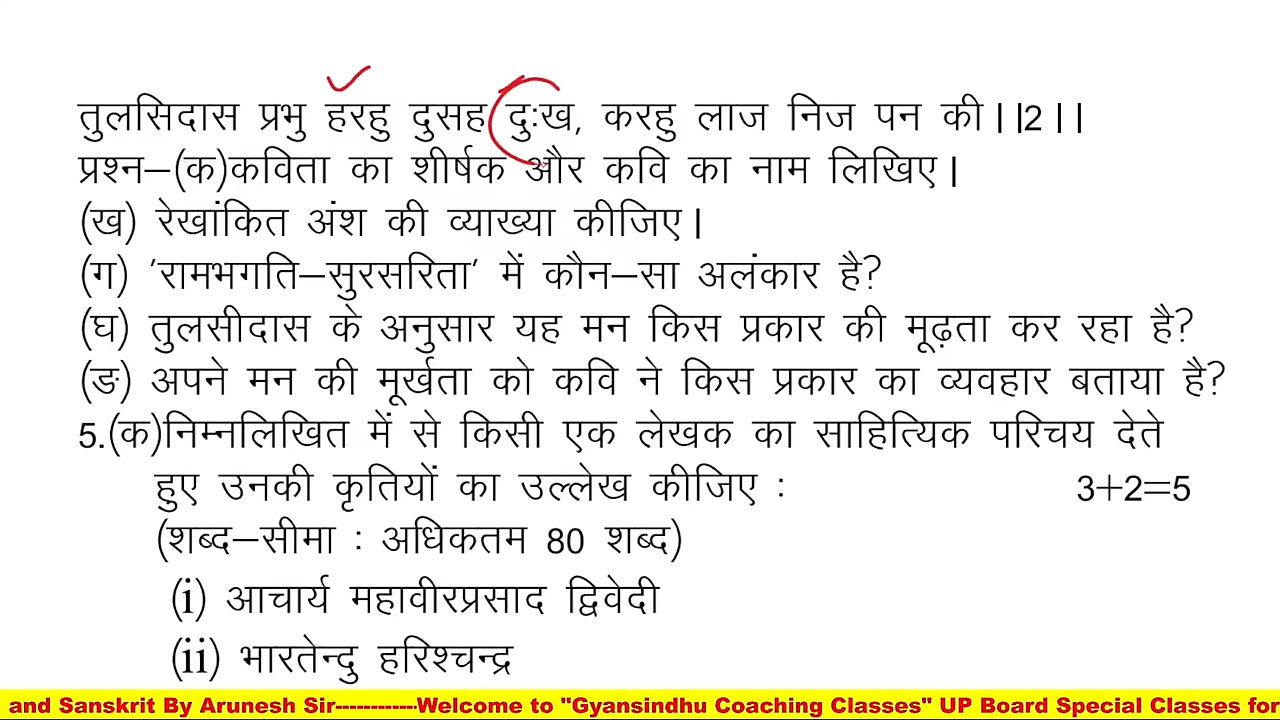 तुलसिदास प्रभु हरहु दुसह दुःख, करहु लाज निज पन की।।2।।
प्रश्न–(क)कविता का शीर्षक और कवि का नाम लिखिए।
(ख) रेखांकित अंश की व्याख्या कीजिए।
(ग) 'रामभगति–सुरसरिता' में कौन–सा अलंकार है?
(घ) तुलसीदास के अनुसार यह मन किस प्रकार की मूढ़ता कर रहा है?
(ङ) अपने मन की मूर्खता को कवि ने किस प्रकार का व्यवहार बताया है?
5.(क)निम्नलिखित में से किसी एक लेखक का साहित्यिक परिचय देते
हुए उनकी कृतियों का उल्लेख कीजिए : 3+2=5
(शब्द–सीमा : अधिकतम 80 शब्द)
(i) आचार्य महावीरप्रसाद द्विवेदी
(ii) भारतेन्दु हरिश्चन्द्र
and Sanskrit By Arunesh Sir-----------Welcome to "Gyansindhu Coaching Classes" UP Board Special Classes for